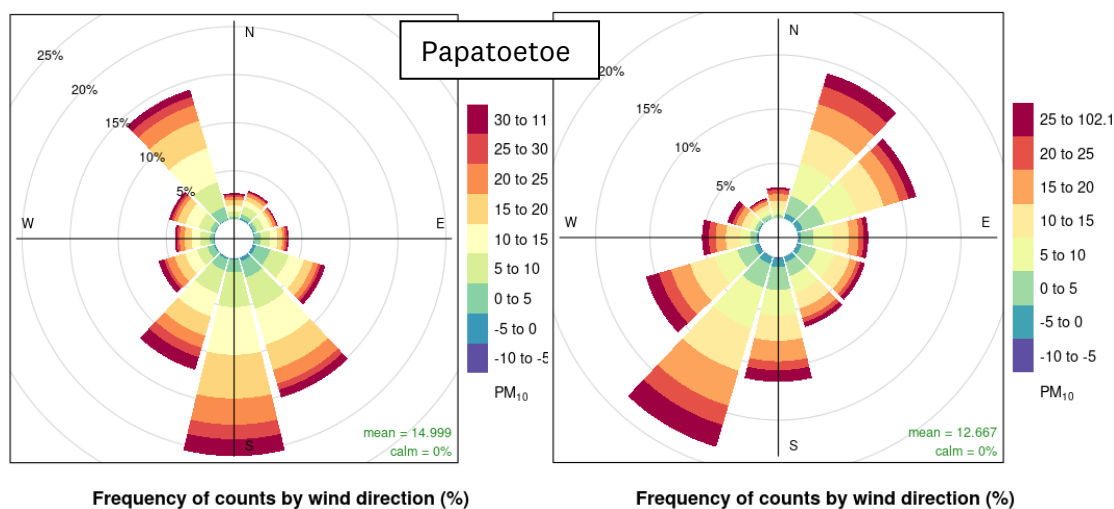 Papatoetoe
N
25%
20%
15%
10%
5%
W
E
S
mean = 14.999
calm = 0%
30 to 11
25 to 30
20 to 25
15 to 20
10 to 15
5 to 10
0 to 5
-5 to 0
-10 to -5
PM₁₀
Frequency of counts by wind direction (%)
N
20%
15%
10%
5%
W
E
S
mean = 12.667
calm = 0%
25 to 102.1
20 to 25
15 to 20
10 to 15
5 to 10
0 to 5
-5 to 0
-10 to -5
PM₁₀
Frequency of counts by wind direction (%)